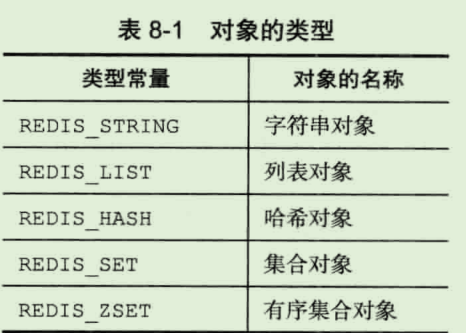 表 8-1 对象的类型
类型常量 对象的名称
REDIS_STRING 字符串对象
REDIS_LIST 列表对象
REDIS_HASH 哈希对象
REDIS_SET 集合对象
REDIS_ZSET 有序集合对象